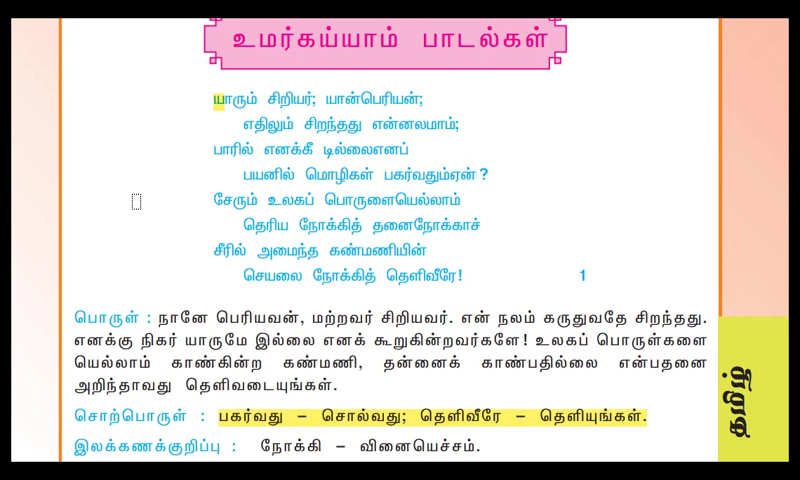 உமர்கய்யாம் பாடல்கள்
யாரும் சிறியர்; யான்பெரியன்;
எதிலும் சிறந்தது என்னலமாம்;
பாரில் எனக்கீ டில்லைஎனப்
பயனில் மொழிகள் பகர்வதும்ஏன் ?
சேரும் உலகப் பொருளையெல்லாம்
தெரிய நோக்கித் தனைநோக்காச்
சீரில் அமைந்த கண்மணியின்
செயலை நோக்கித் தெளிவீரே! 1
பொருள் : நானே பெரியவன், மற்றவர் சிறியவர். என் நலம் கருதுவதே சிறந்தது.
எனக்கு நிகர் யாருமே இல்லை எனக் கூறுகின்றவர்களே! உலகப் பொருள்களை
யெல்லாம் காண்கின்ற கண்மணி, தன்னைக் காண்பதில்லை என்பதனை
அறிந்தாவது தெளிவடையுங்கள்.
சொற்பொருள் : பகர்வது – சொல்வது; தெளிவீரே – தெளியுங்கள்.
இலக்கணக்குறிப்பு : நோக்கி – வினையெச்சம்.